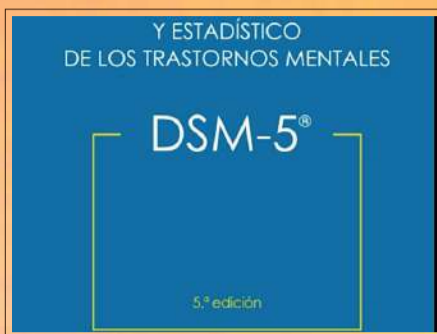 Y ESTADÍSTICO
DE LOS TRASTORNOS MENTALES
DSM-5®
5.ª edición